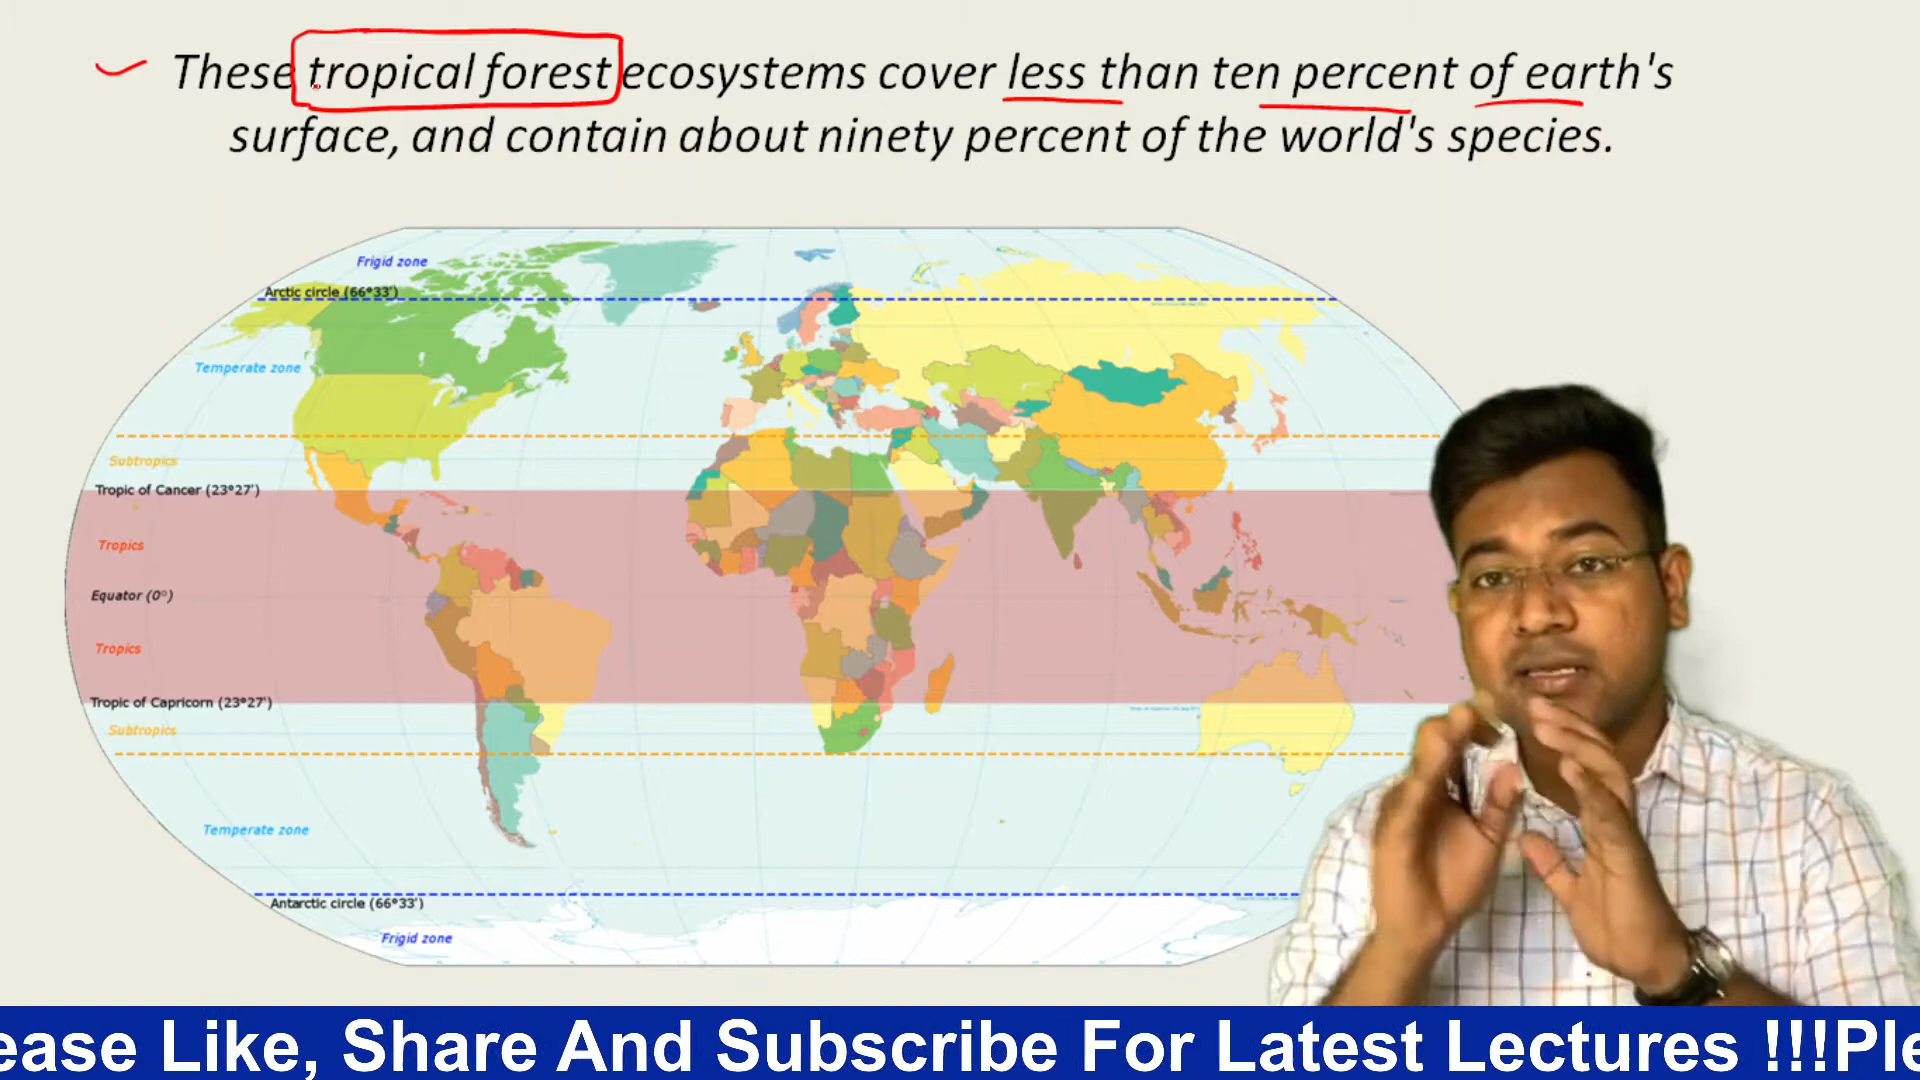 These tropical forest ecosystems cover less than ten percent of earth's
surface, and contain about ninety percent of the world's species.
Frigid zone
Arctic circle (66°33')
Temperate zone
Subtropics
Tropic of Cancer (23°27')
Tropics
Equator (0°)
Tropics
Tropic of Capricorn (23°27')
Subtropics
Temperate zone
Antarctic circle (66°33')
Frigid zone
ease Like, Share And Subscribe For Latest Lectures !!!Ple